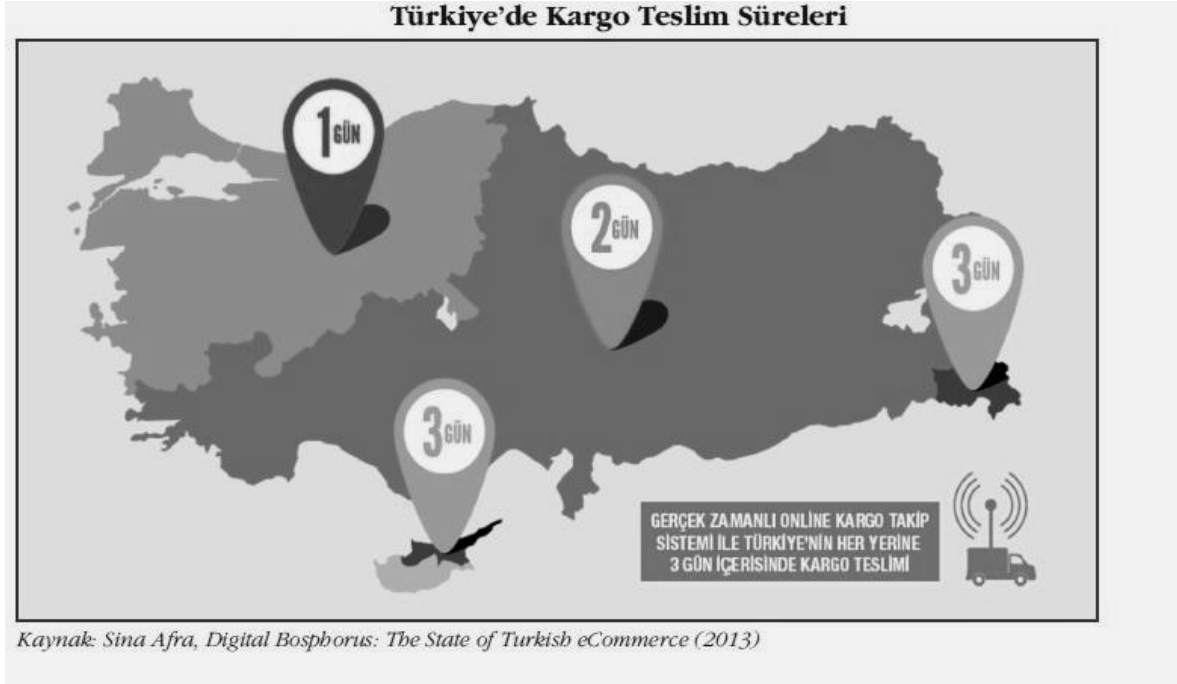 Türkiye’de Kargo Teslim Süreleri
1 GÜN
2 GÜN
3 GÜN
3 GÜN
GERÇEK ZAMANLI ONLINE KARGO TAKİP
SİSTEMİ İLE TÜRKİYE'NİN HER YERİNE
3 GÜN İÇERİSİNDE KARGO TESLİMİ
Kaynak: Sina Afra, Digital Bosphorus: The State of Turkish eCommerce (2013)